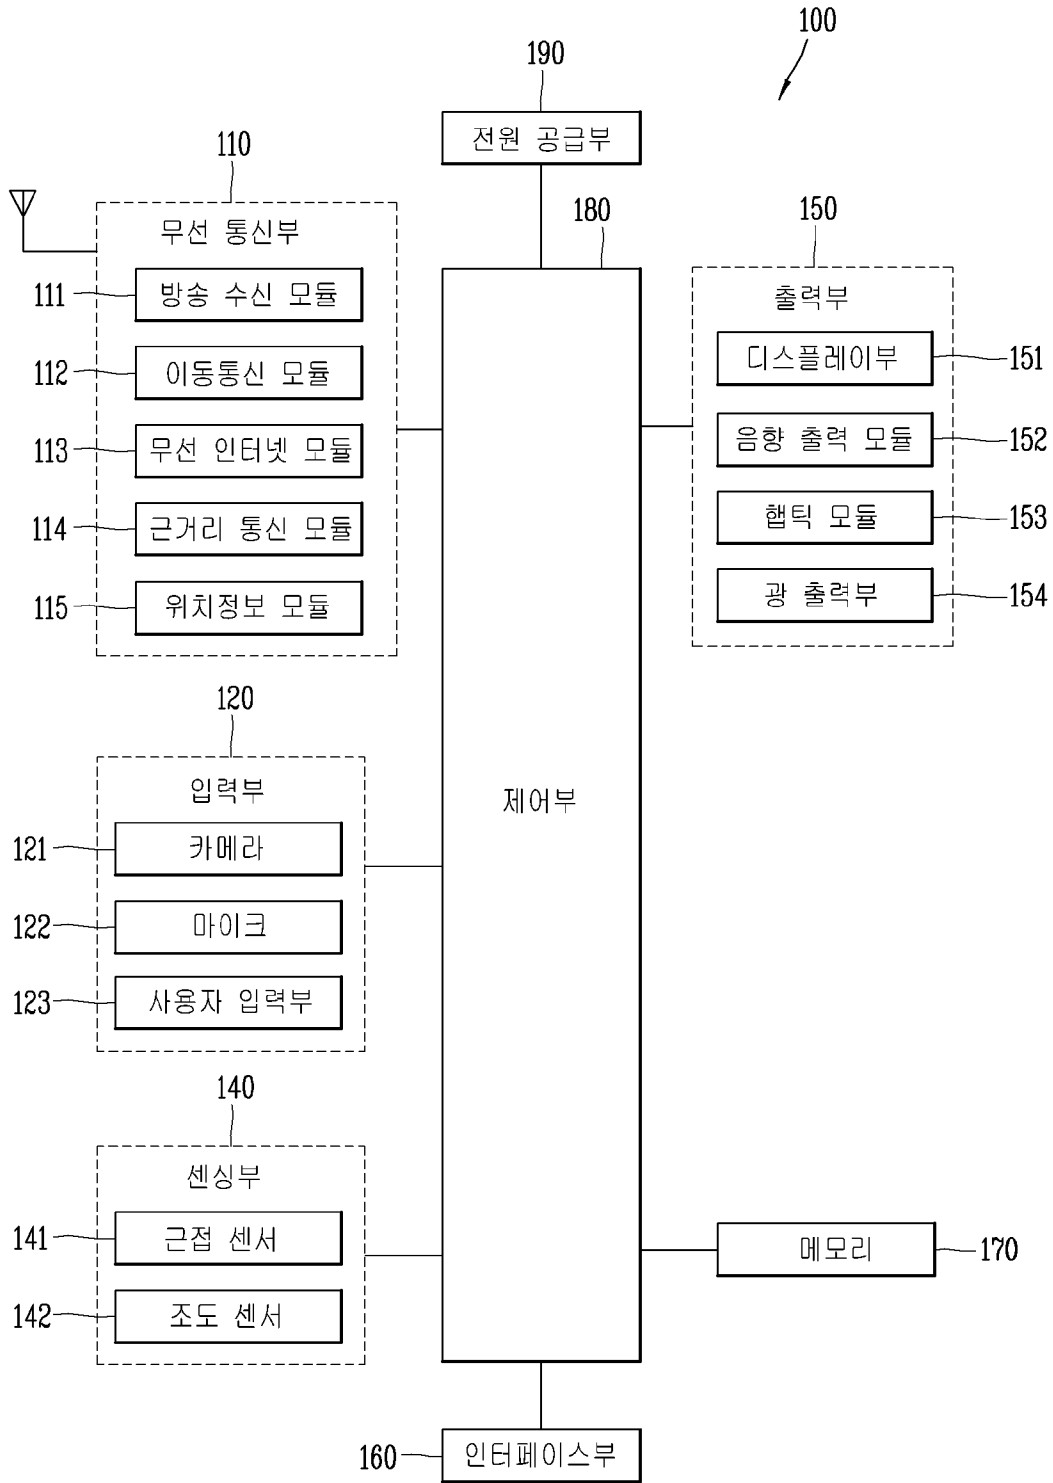 100
190
전원 공급부
110
무선 통신부
111 방송 수신 모듈
112 이동통신 모듈
113 무선 인터넷 모듈
114 근거리 통신 모듈
115 위치정보 모듈
120
입력부
121 카메라
122 마이크
123 사용자 입력부
140
센싱부
141 근접 센서
142 조도 센서
180
제어부
150
출력부
디스플레이부 151
음향 출력 모듈 152
햅틱 모듈 153
광 출력부 154
메모리 170
160 인터페이스부